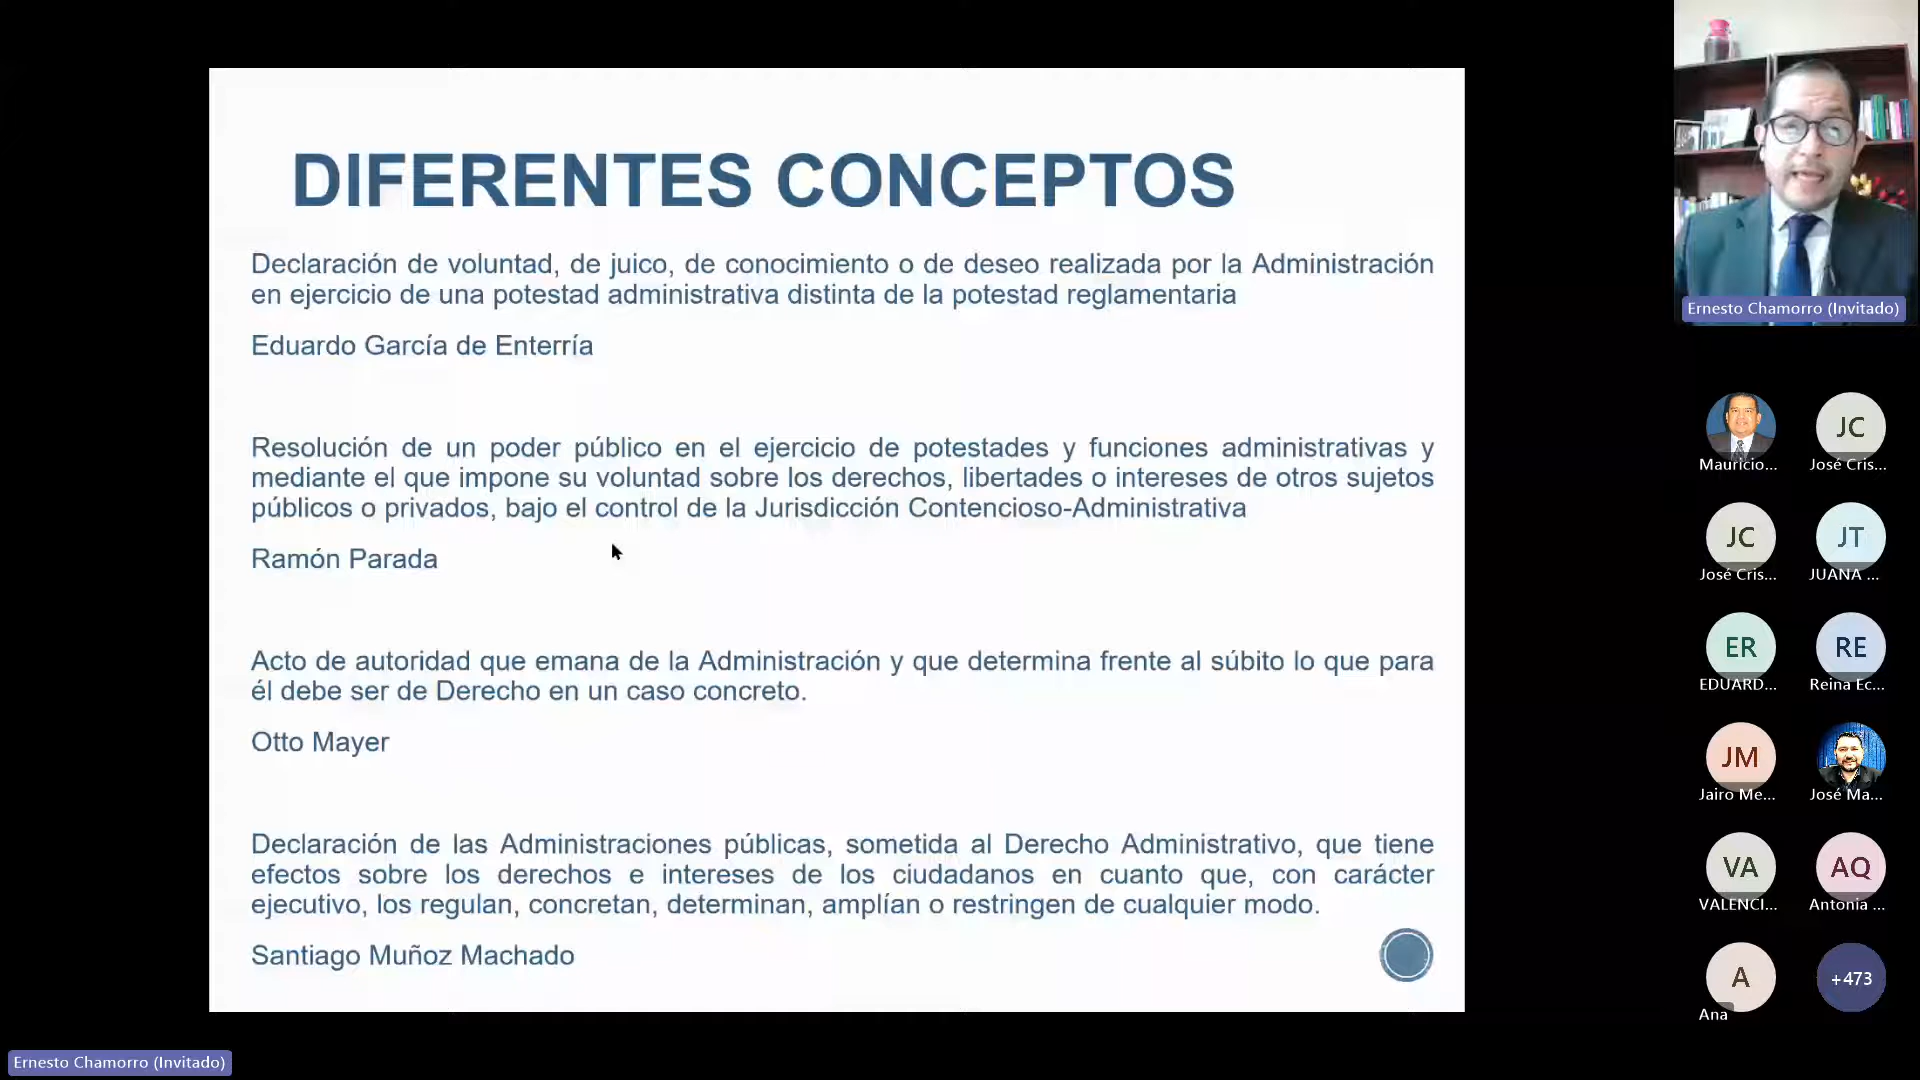 DIFERENTES CONCEPTOS
Declaración de voluntad, de juico, de conocimiento o de deseo realizada por la Administración
en ejercicio de una potestad administrativa distinta de la potestad reglamentaria
Eduardo García de Enterría
Resolución de un poder público en el ejercicio de potestades y funciones administrativas y
mediante el que impone su voluntad sobre los derechos, libertades o intereses de otros sujetos
públicos o privados, bajo el control de la Jurisdicción Contencioso-Administrativa
Ramón Parada
Acto de autoridad que emana de la Administración y que determina frente al súbito lo que para
él debe ser de Derecho en un caso concreto.
Otto Mayer
Declaración de las Administraciones públicas, sometida al Derecho Administrativo, que tiene
efectos sobre los derechos e intereses de los ciudadanos en cuanto que, con carácter
ejecutivo, los regulan, concretan, determinan, amplían o restringen de cualquier modo.
Santiago Muñoz Machado
Ernesto Chamorro (Invitado)
JC
Mauricio... José Cris...
JC JT
José Cris... JUANA ...
ER RE
EDUARD... Reina Ec...
JM
Jairo Me... José Ma...
VA AQ
VALENCI... Antonia ...
A +473
Ana
Ernesto Chamorro (Invitado)